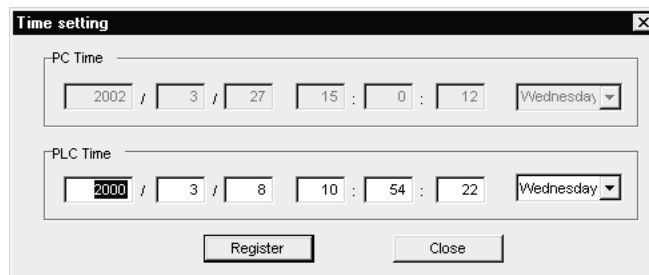 Time setting
PC Time
2002 / 3 / 27 15 : 0 : 12 Wednesday
PLC Time
2000 / 3 / 8 10 : 54 : 22 Wednesday
Register Close